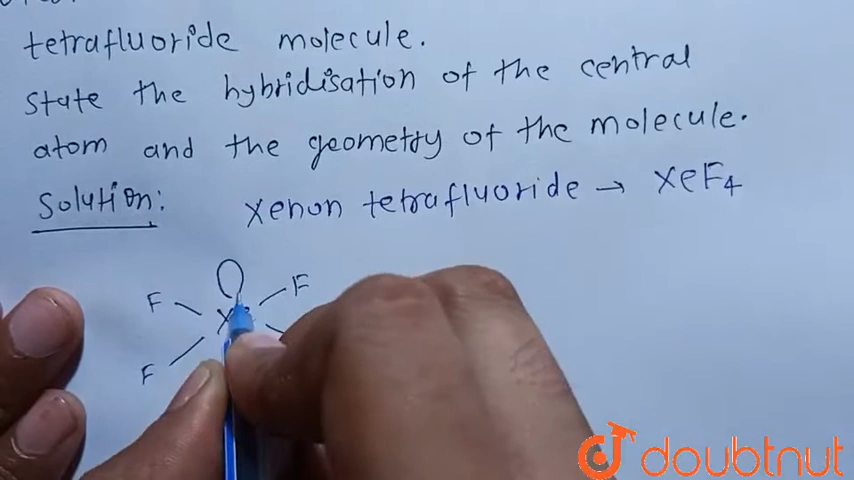 tetrafluoride molecule.
state the hybridisation of the central
atom and the geometry of the molecule.
Solution:
Xenon tetrafluoride → XeF4
F
F
X
F
doubtnut